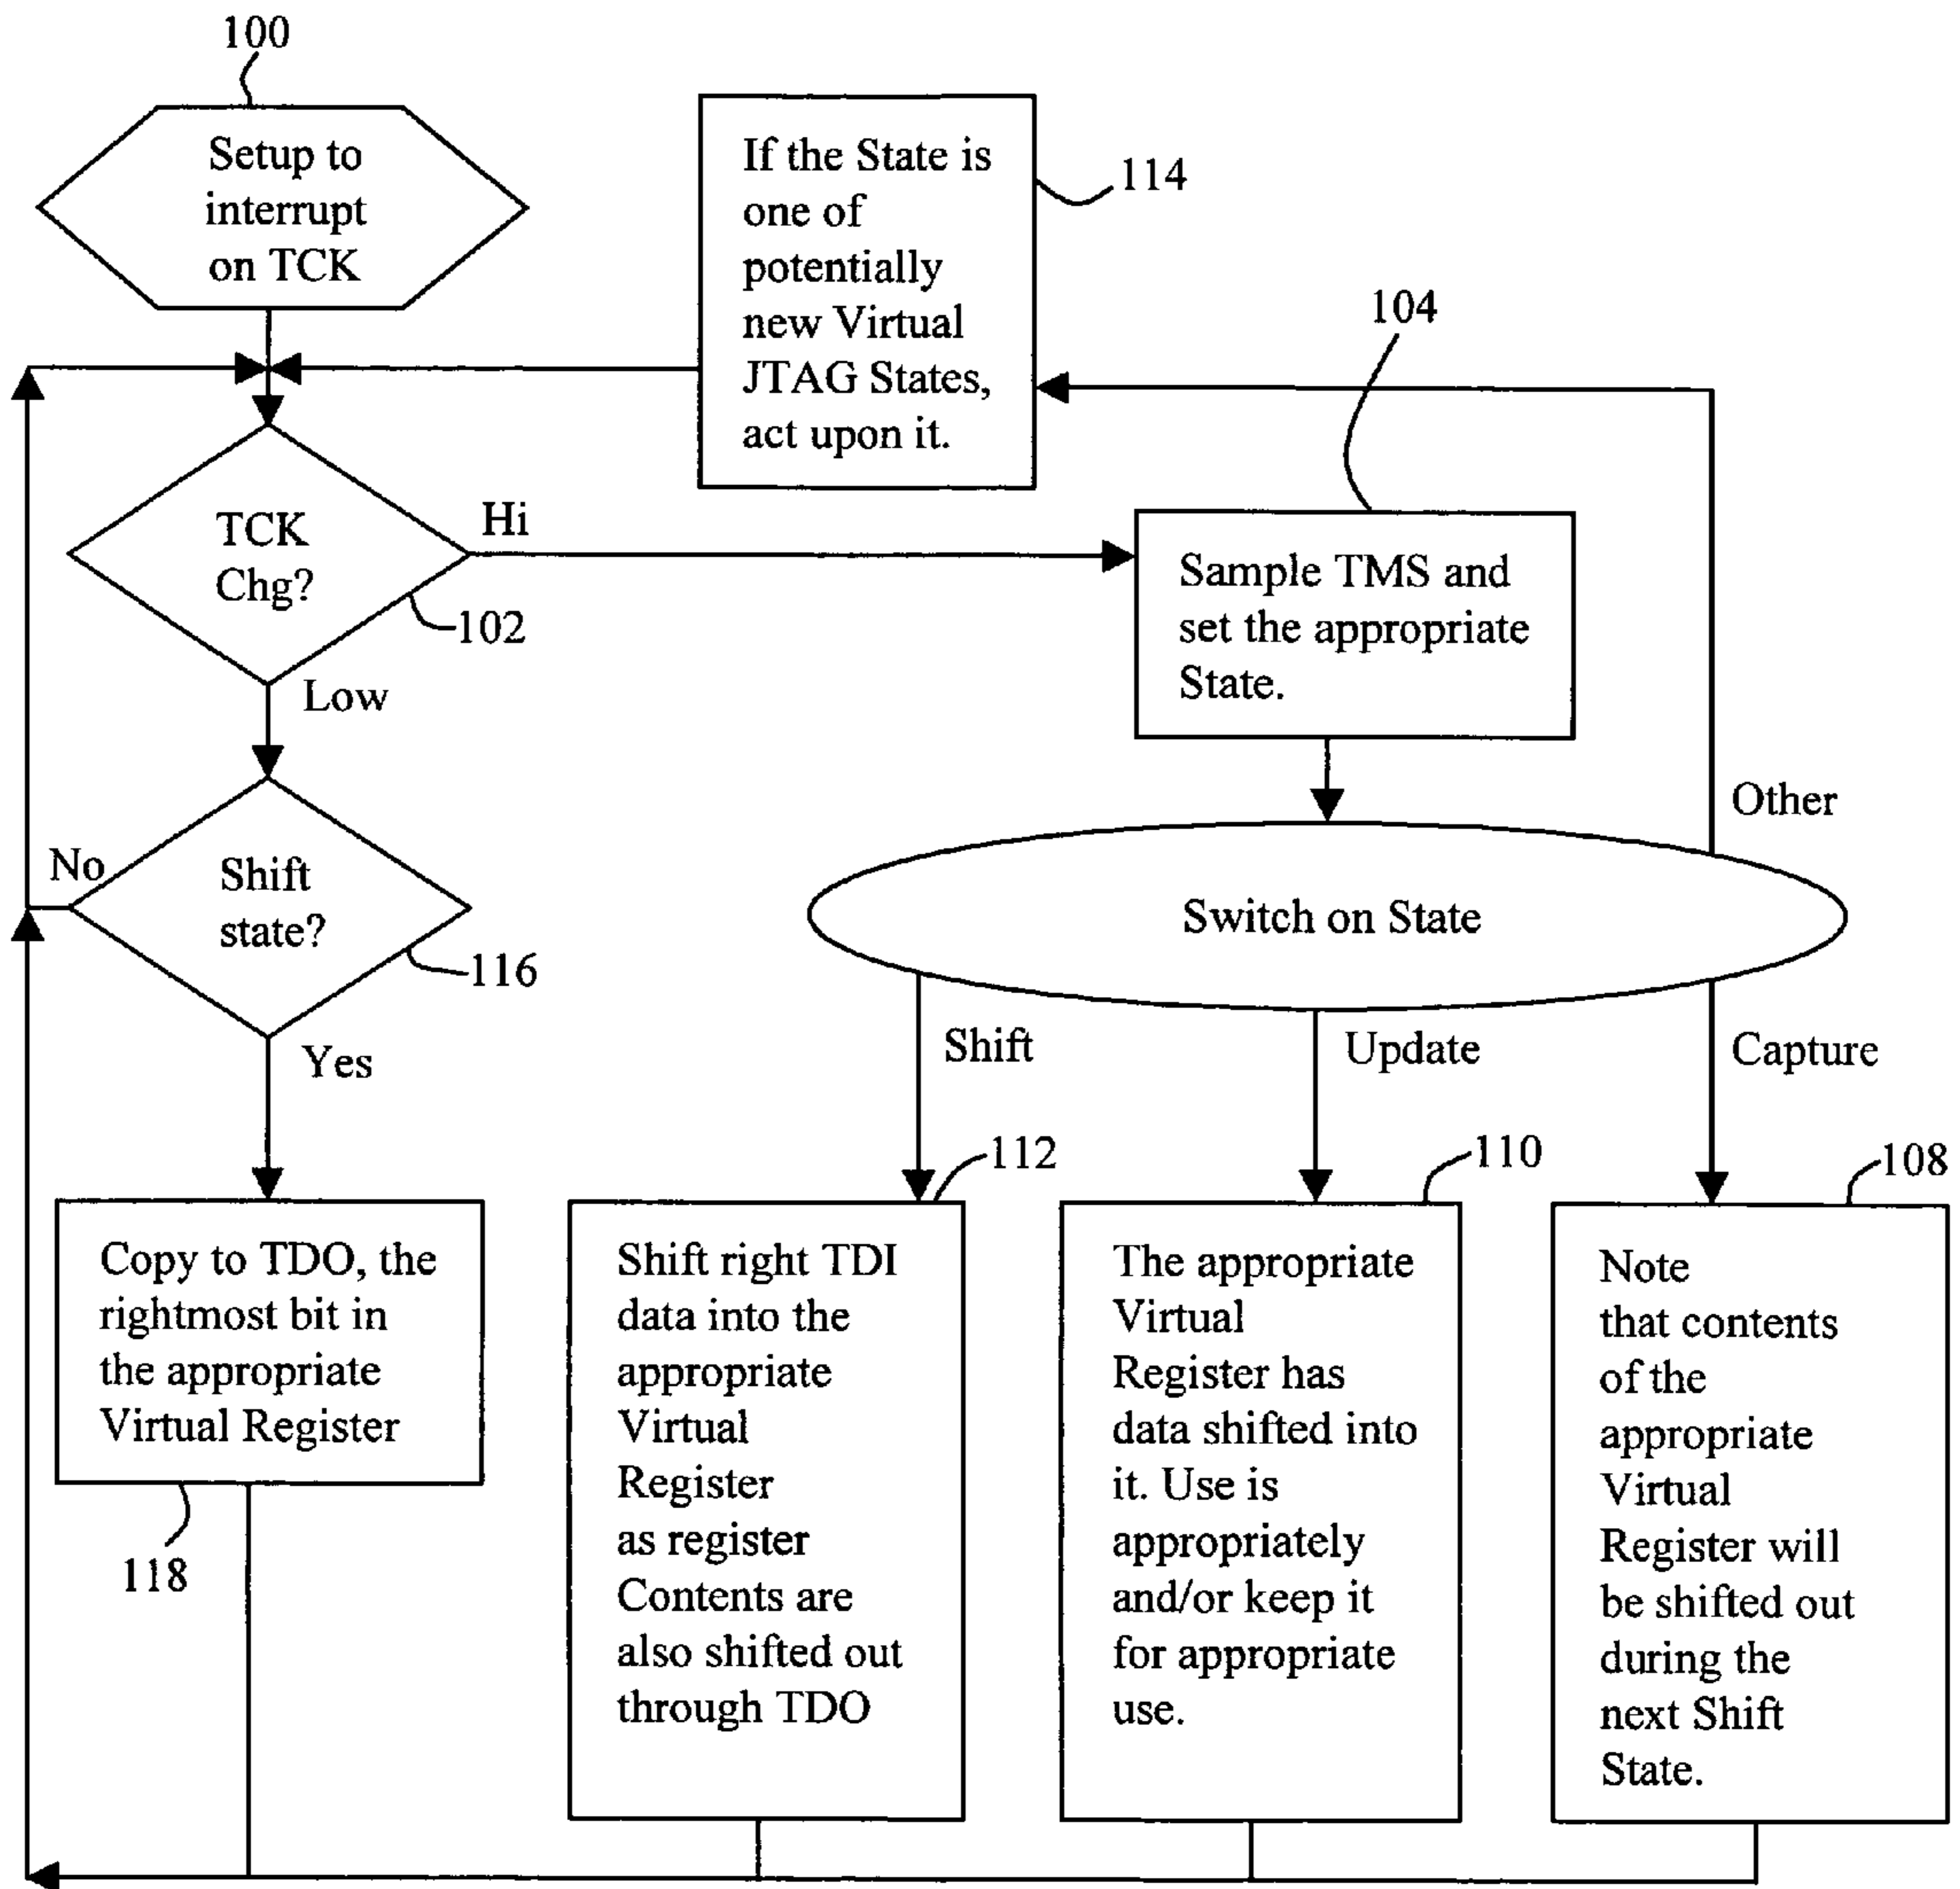 100
Setup to
interrupt
on TCK
If the State is
one of
potentially
new Virtual
JTAG States,
act upon it.
114
104
TCK
Chg?
Hi
102
Low
Sample TMS and
set the appropriate
State.
Other
No
Shift
state?
116
Yes
Switch on State
Shift
Update
Capture
112
110
108
Copy to TDO, the
rightmost bit in
the appropriate
Virtual Register
118
Shift right TDI
data into the
appropriate
Virtual
Register
as register
Contents are
also shifted out
through TDO
The appropriate
Virtual
Register has
data shifted into
it. Use is
appropriately
and/or keep it
for appropriate
use.
Note
that contents
of the
appropriate
Virtual
Register will
be shifted out
during the
next Shift
State.